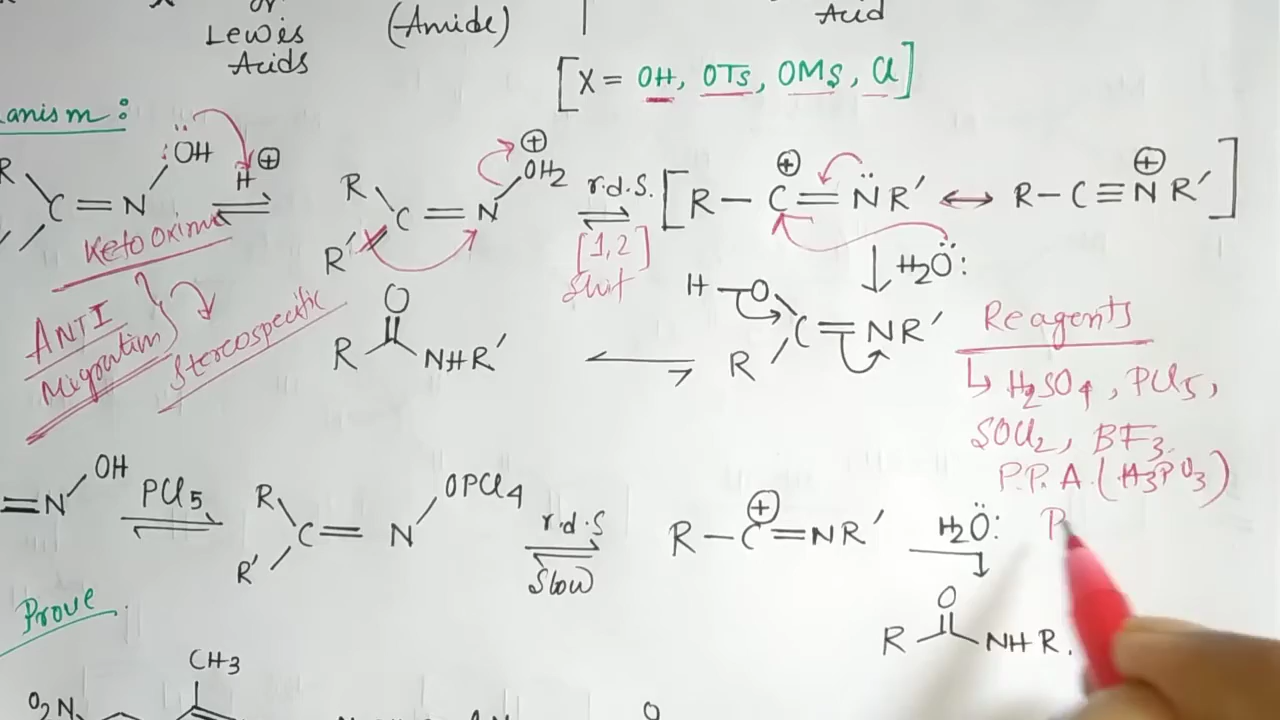 Lewis
Acids
(Amide)
Acid
[X = OH, OTs, OMS, Cl]
anism:
R C=N OH H⊕ ⇌
R R' C=N OH2 ⊕
r.d.S.
[1,2]
Shift
[R-C⊕=N̈R' ↔ R-C≡N⊕R']
Keto oxime
ANTI
Migration
Stereospecific
H2Ö:
H-O C=NR' R
R O NHR'
Reagents
↳ H2SO4, PCl5,
SOCl2, BF3.
P.P.A. (H3PO3)
P
=N OH
PCl5
R R' C=N OPCl4
r.d.S
Slow
R-C⊕=NR'
H2Ö:
R O NHR.
Prove
CH3
O2N
O